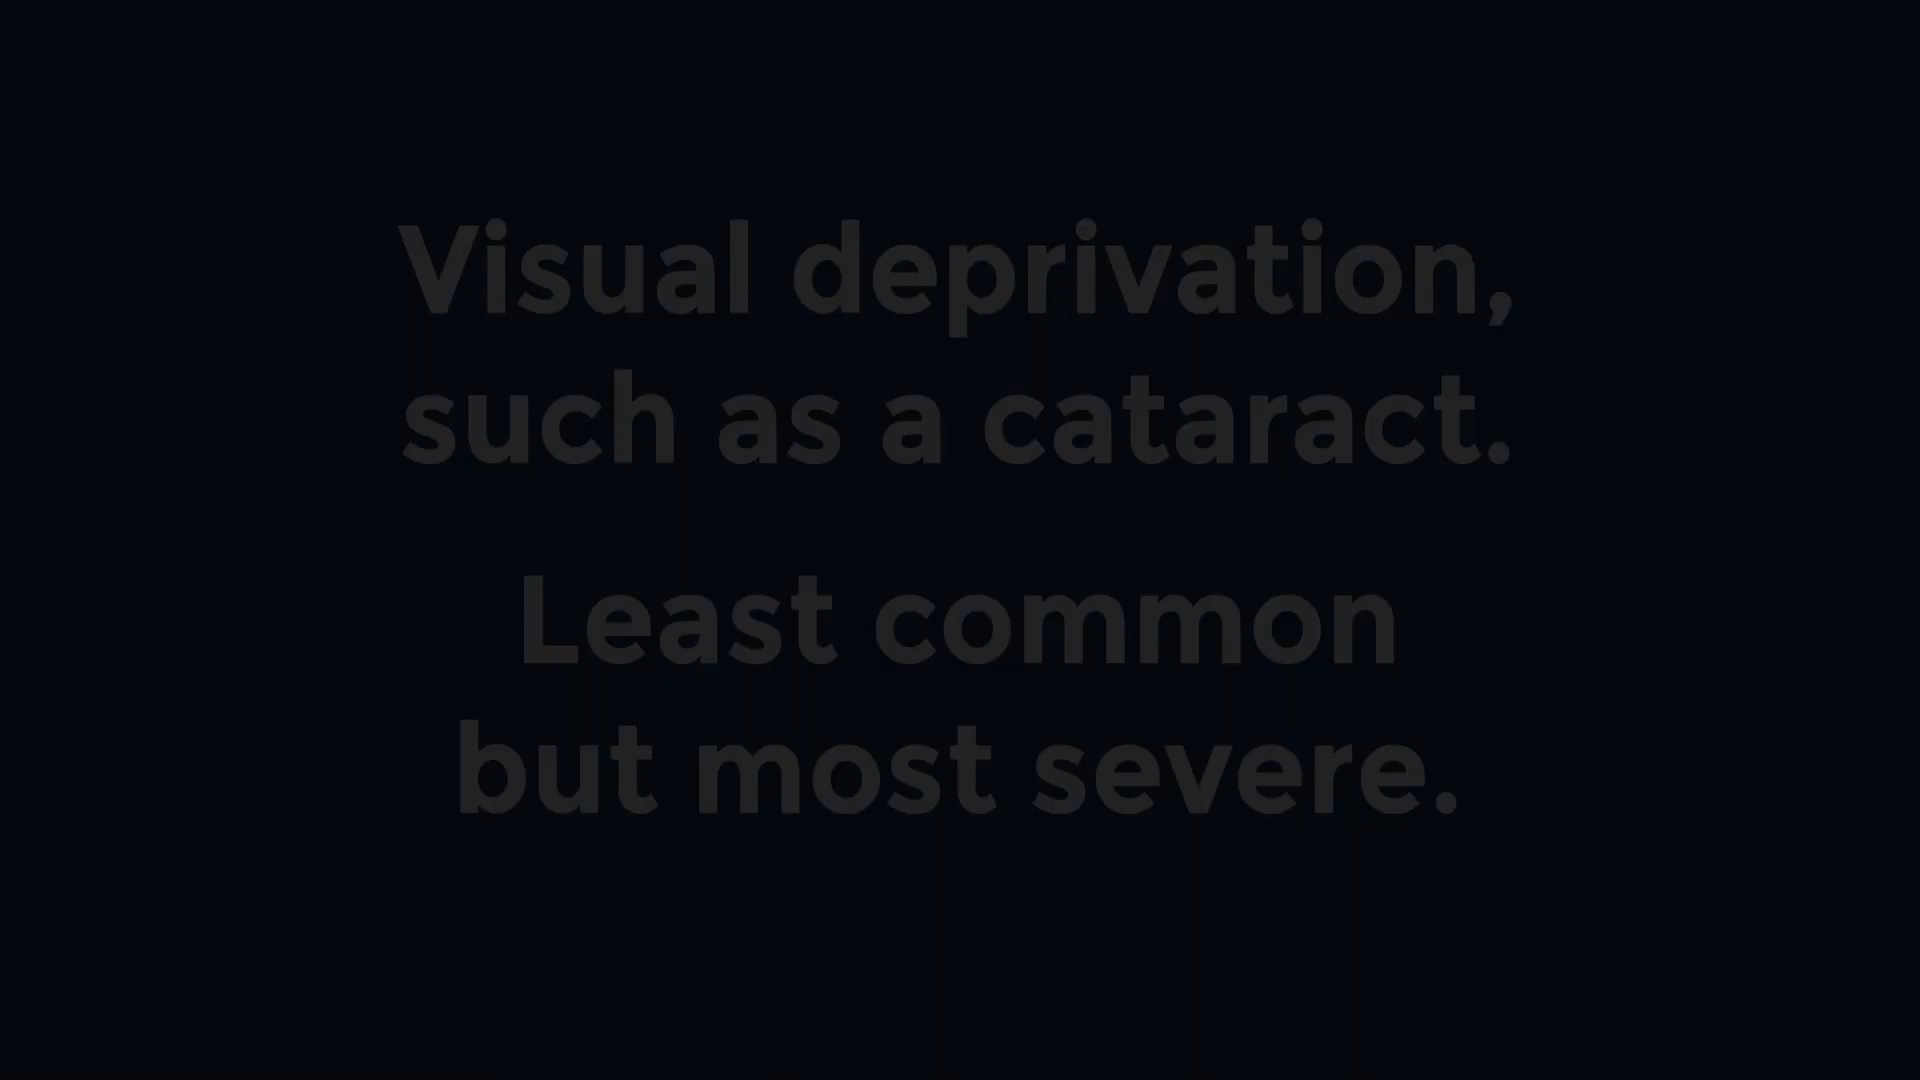 Visual deprivation,
such as a cataract.
Least common
but most severe.